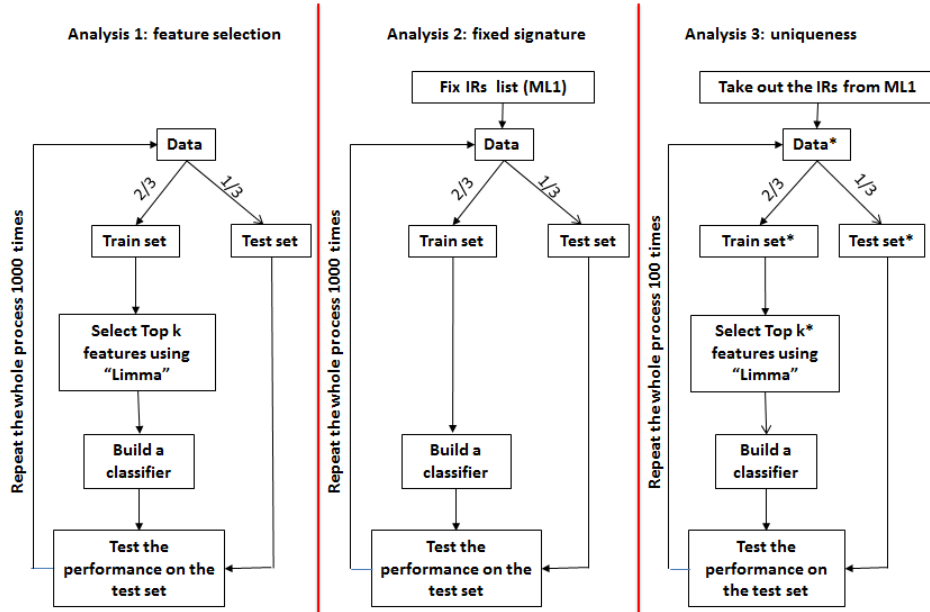 Analysis 1: feature selection
Data
2/3
1/3
Train set
Test set
Select Top k
features using
“Limma”
Build a
classifier
Test the
performance on the
test set
Repeat the whole process 1000 times
Analysis 2: fixed signature
Fix IRs list (ML1)
Data
2/3
1/3
Train set
Test set
Build a
classifier
Test the
performance on the
test set
Repeat the whole process 1000 times
Analysis 3: uniqueness
Take out the IRs from ML1
Data*
2/3
1/3
Train set*
Test set*
Select Top k*
features using
“Limma”
Build a
classifier
Test the
performance on
the test set
Repeat the whole process 100 times